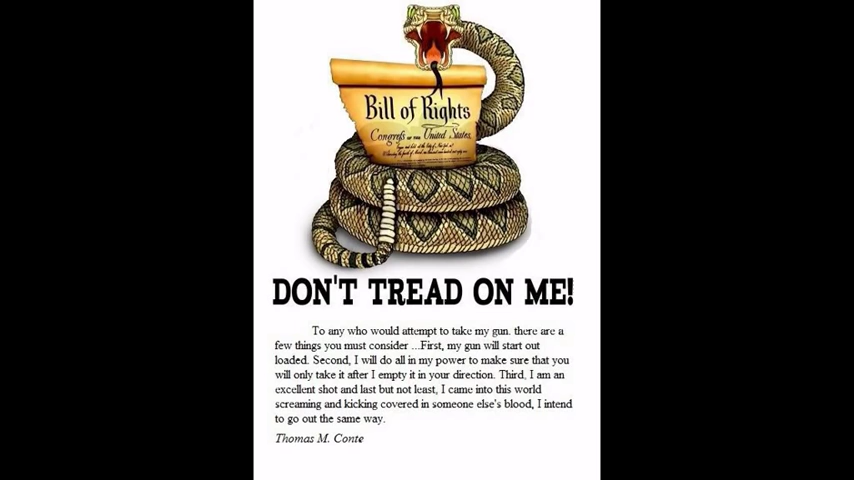 Bill of Rights
Congrefs OF THE United States,
DON'T TREAD ON ME!
To any who would attempt to take my gun. there are a
few things you must consider ...First, my gun will start out
loaded. Second, I will do all in my power to make sure that you
will only take it after I empty it in your direction. Third, I am an
excellent shot and last but not least, I came into this world
screaming and kicking covered in someone else's blood, I intend
to go out the same way.
Thomas M. Conte